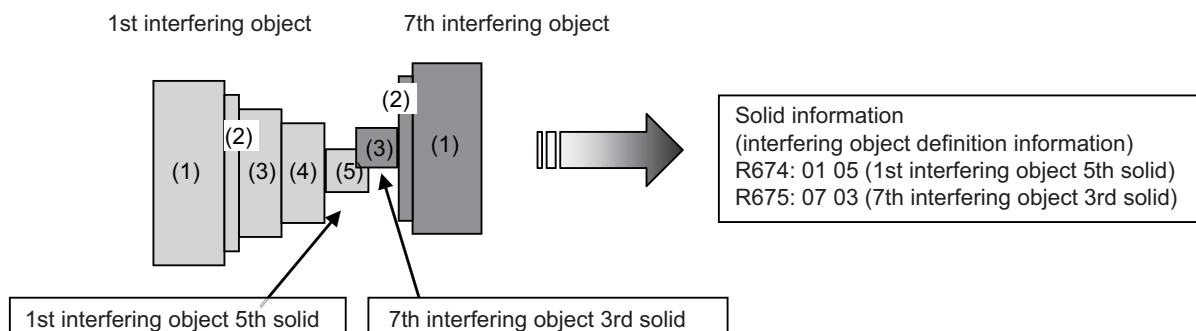 1st interfering object
7th interfering object
(1)
(2)
(3)
(4)
(5)
(3)
(2)
(1)
Solid information
(interfering object definition information)
R674: 01 05 (1st interfering object 5th solid)
R675: 07 03 (7th interfering object 3rd solid)
1st interfering object 5th solid
7th interfering object 3rd solid